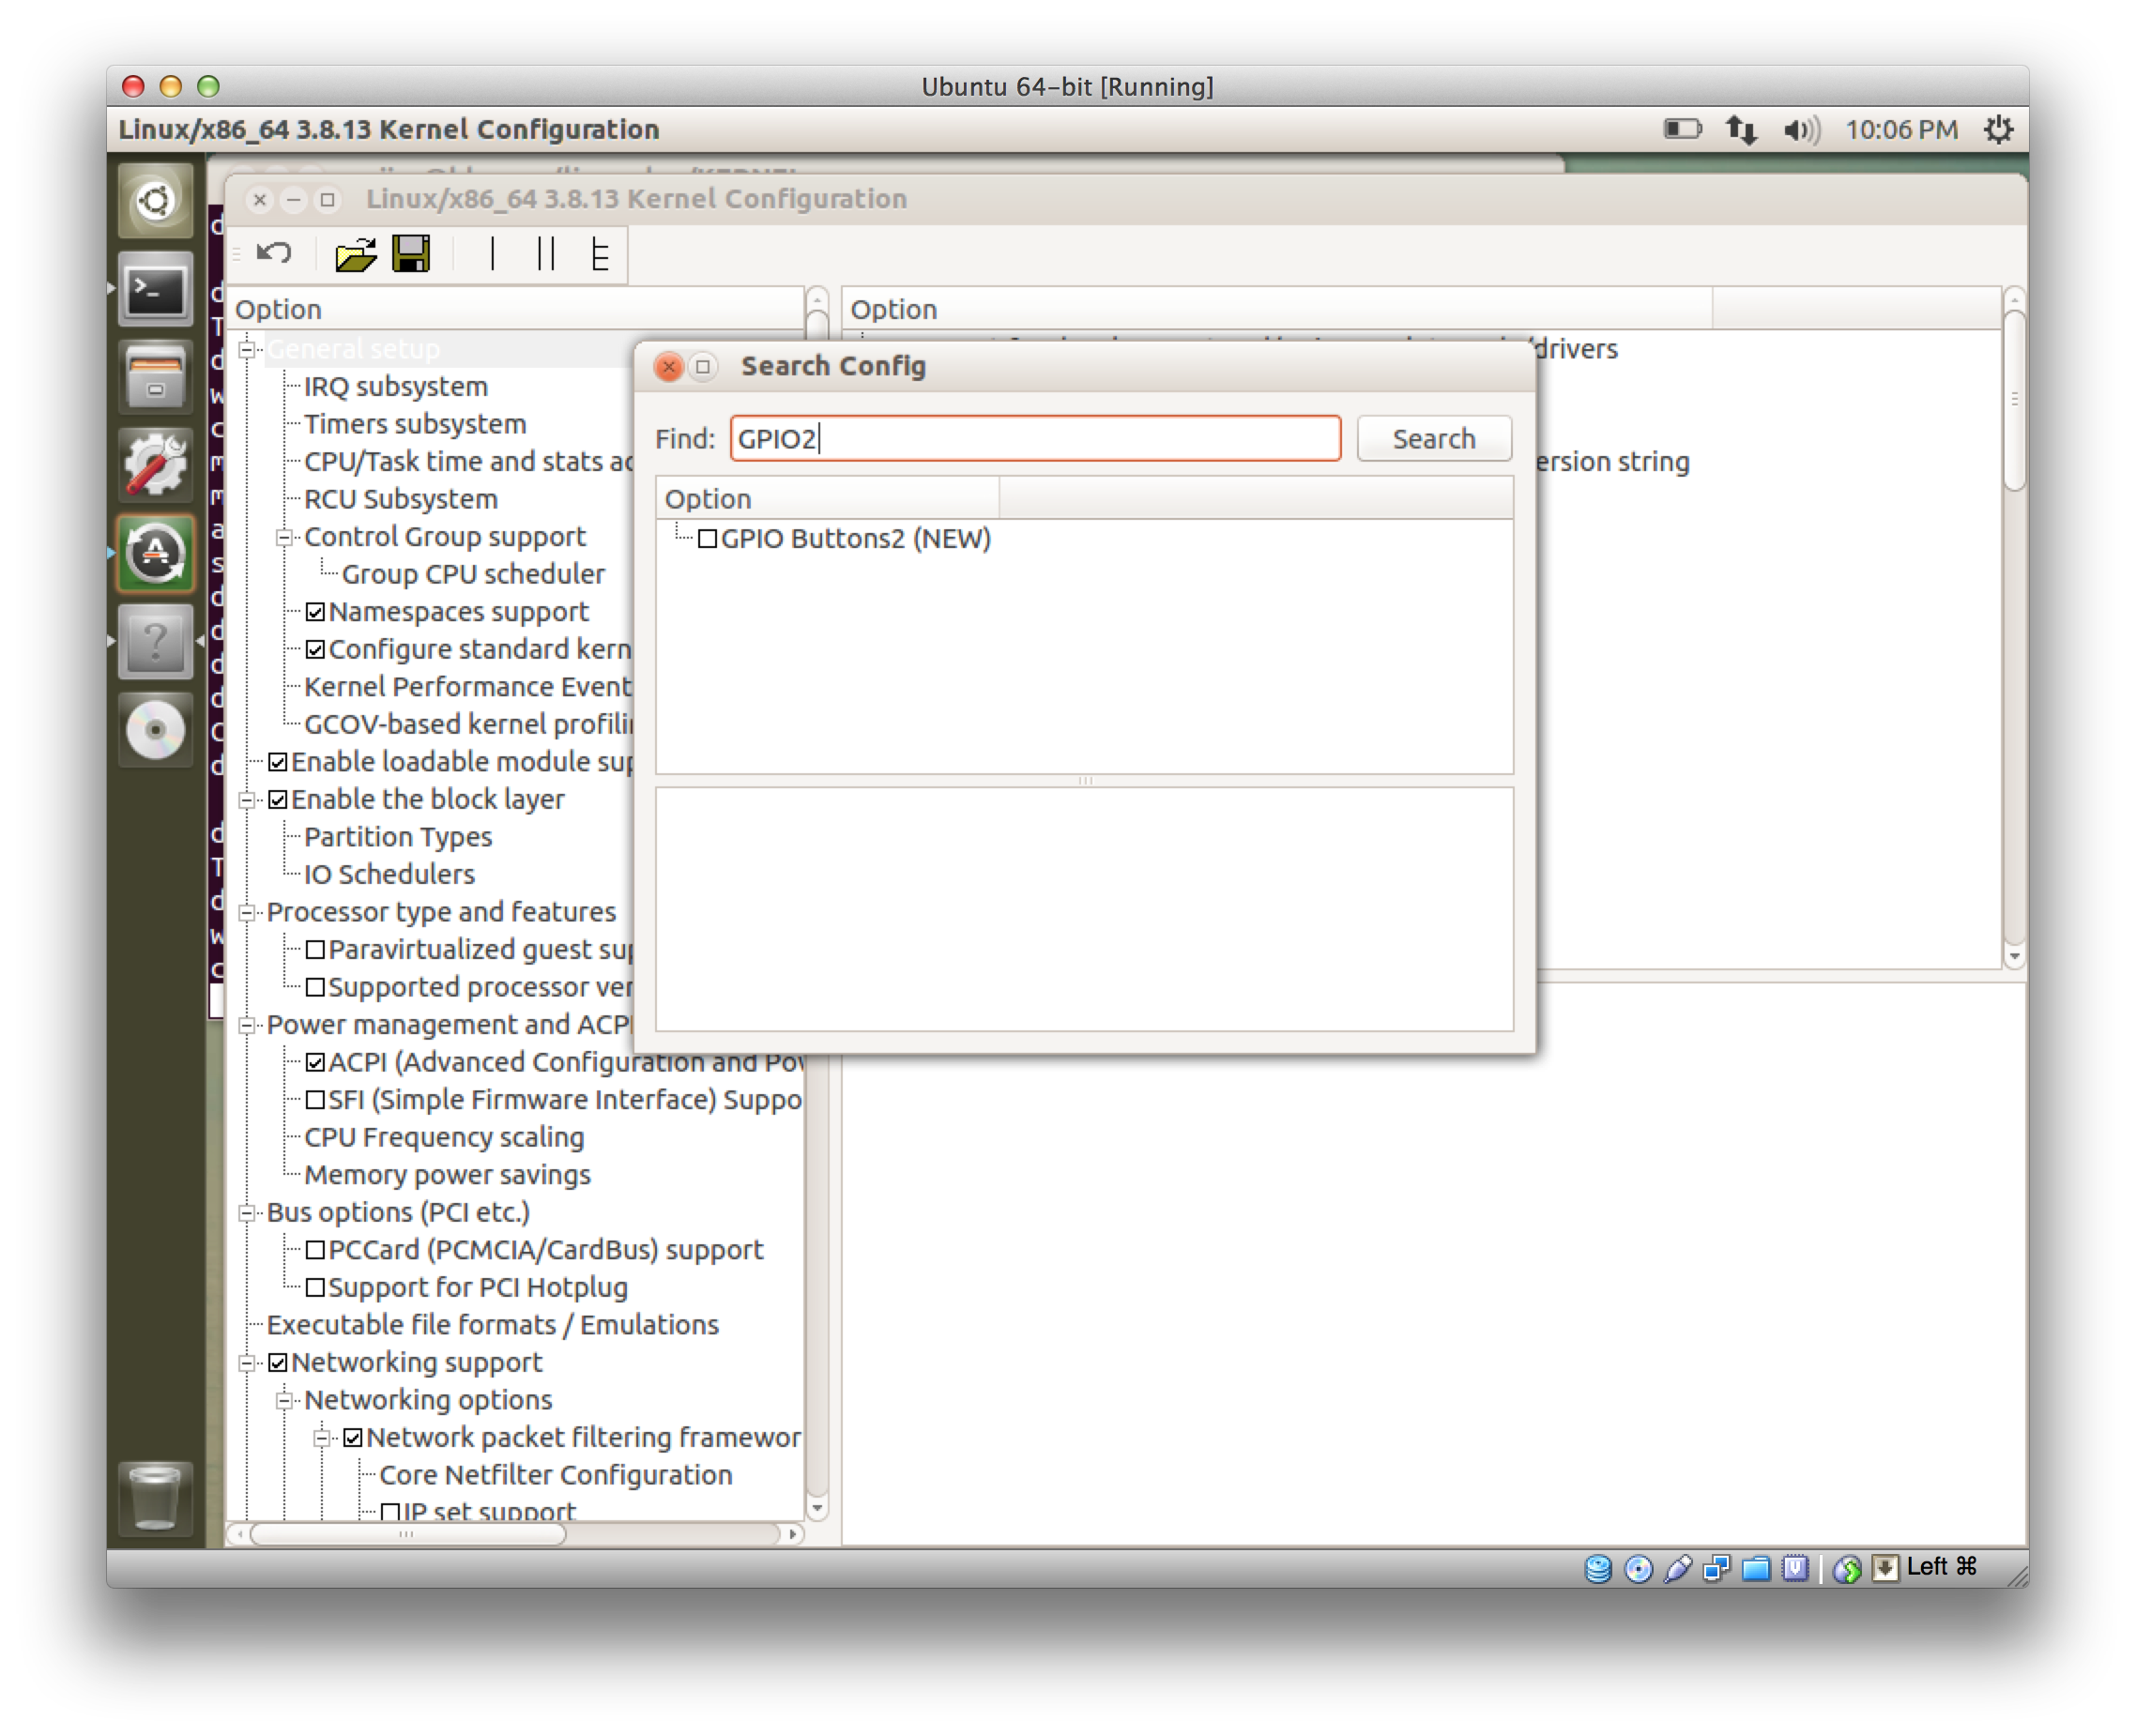 Ubuntu 64-bit [Running]
Linux/x86_64 3.8.13 Kernel Configuration
10:06 PM
Linux/x86_64 3.8.13 Kernel Configuration
Option
Option
General setup
drivers
Search Config
IRQ subsystem
Timers subsystem
Find: GPIO2
Search
CPU/Task time and stats
ersion string
RCU Subsystem
Option
Control Group support
GPIO Buttons2 (NEW)
Group CPU scheduler
Namespaces support
Configure standard kern
Kernel Performance Event
GCOV-based kernel
Enable loadable module
Enable the block layer
Partition Types
IO Schedulers
Processor type and features
Paravirtualized guest
Supported processor ver
Power management and ACPI
ACPI (Advanced Configuration and
SFI (Simple Firmware Interface) Suppo
CPU Frequency scaling
Memory power savings
Bus options (PCI etc.)
PCCard (PCMCIA/CardBus) support
Support for PCI Hotplug
Executable file formats / Emulations
Networking support
Networking options
Network packet filtering framewor
Core Netfilter Configuration
IP set support
Left ⌘